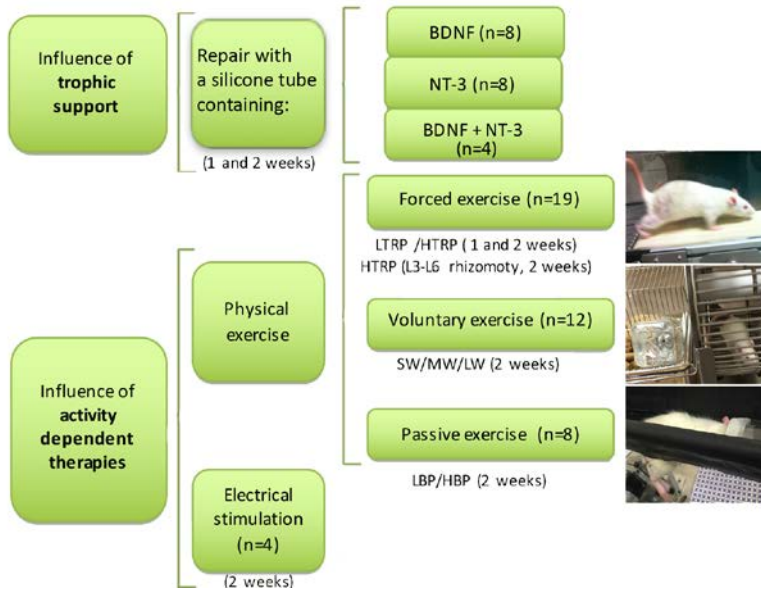 Influence of
trophic
support
Repair with
a silicone tube
containing:
(1 and 2 weeks)
BDNF (n=8)
NT-3 (n=8)
BDNF + NT-3
(n=4)
Influence of
activity
dependent
therapies
Physical
exercise
Forced exercise (n=19)
LTRP /HTRP ( 1 and 2 weeks)
HTRP (L3-L6 rhizomoty, 2 weeks)
Voluntary exercise (n=12)
SW/MW/LW (2 weeks)
Passive exercise (n=8)
LBP/HBP (2 weeks)
Electrical
stimulation
(n=4)
(2 weeks)